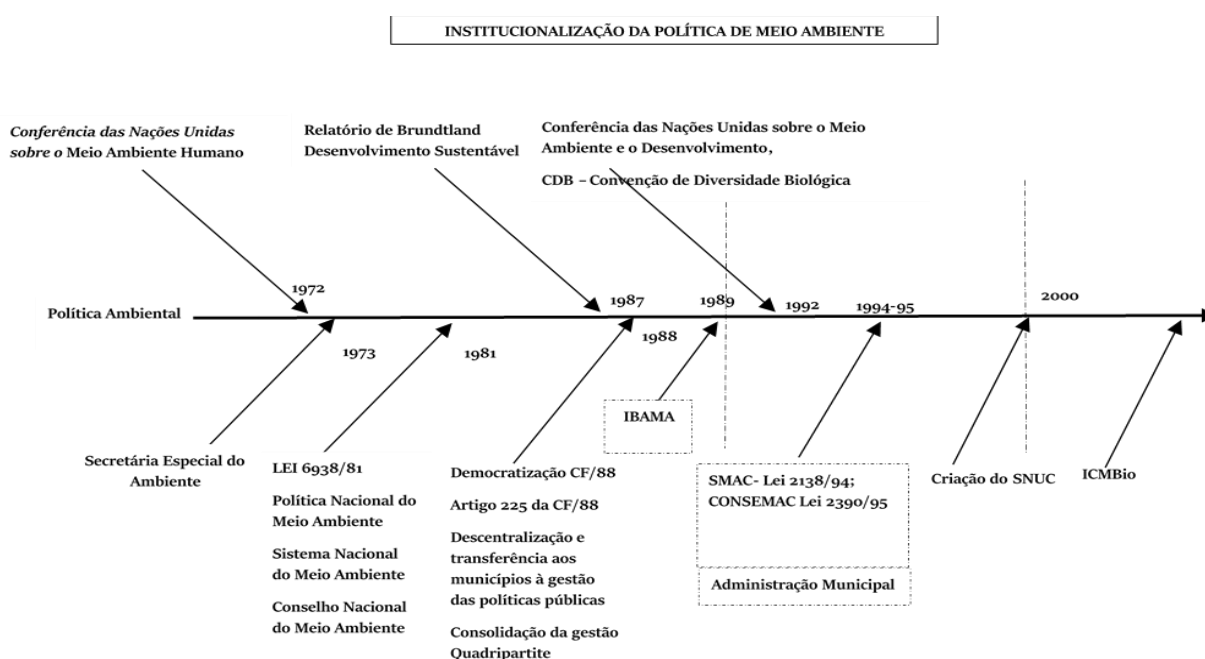 INSTITUCIONALIZAÇÃO DA POLÍTICA DE MEIO AMBIENTE
Conferência das Nações Unidas
sobre o Meio Ambiente Humano
Relatório de Brundtland
Desenvolvimento Sustentável
Conferência das Nações Unidas sobre o Meio
Ambiente e o Desenvolvimento,
CDB – Convenção de Diversidade Biológica
Política Ambiental
1972
1973
1981
1987
1988
1989
1992
1994-95
2000
Secretária Especial do
Ambiente
LEI 6938/81
Política Nacional do
Meio Ambiente
Sistema Nacional
do Meio Ambiente
Conselho Nacional
do Meio Ambiente
Democratização CF/88
Artigo 225 da CF/88
Descentralização e
transferência aos
municípios à gestão
das políticas públicas
Consolidação da gestão
Quadripartite
IBAMA
SMAC- Lei 2138/94;
CONSEMAC Lei 2390/95
Administração Municipal
Criação do SNUC
ICMBio